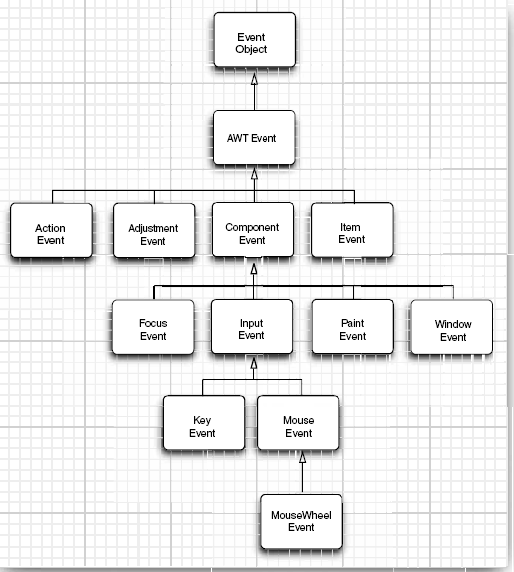 Event
Object
AWT Event
Action
Event
Adjustment
Event
Component
Event
Item
Event
Focus
Event
Input
Event
Paint
Event
Window
Event
Key
Event
Mouse
Event
MouseWheel
Event